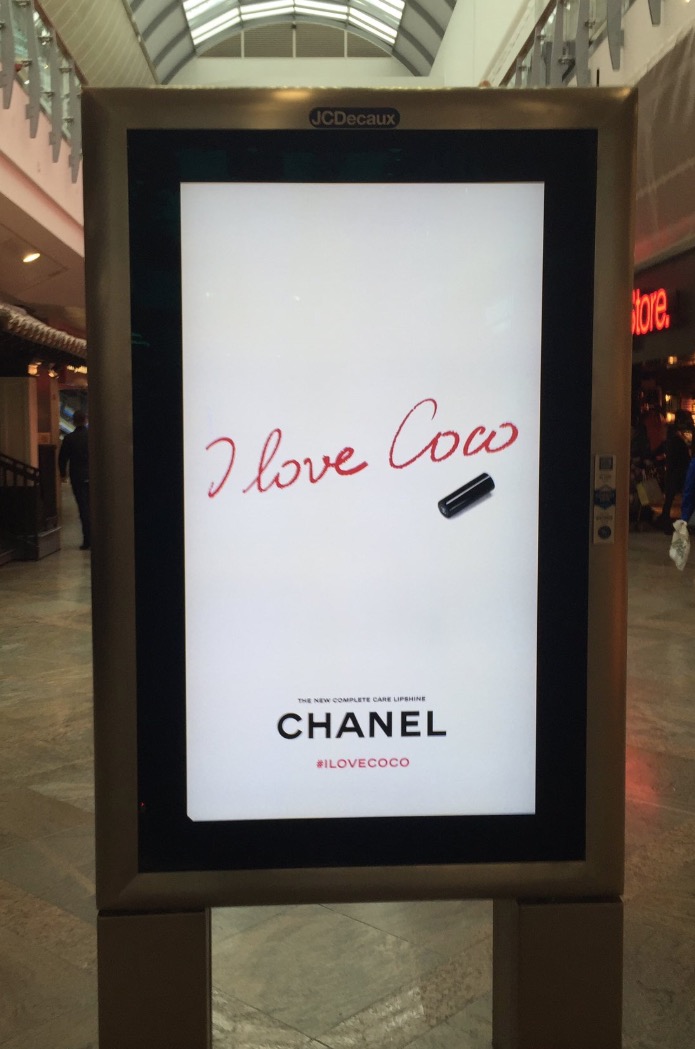 JCDecaux
Store.
I love Coco
THE NEW COMPLETE CARE LIPSHINE
CHANEL
#ILOVECOCO